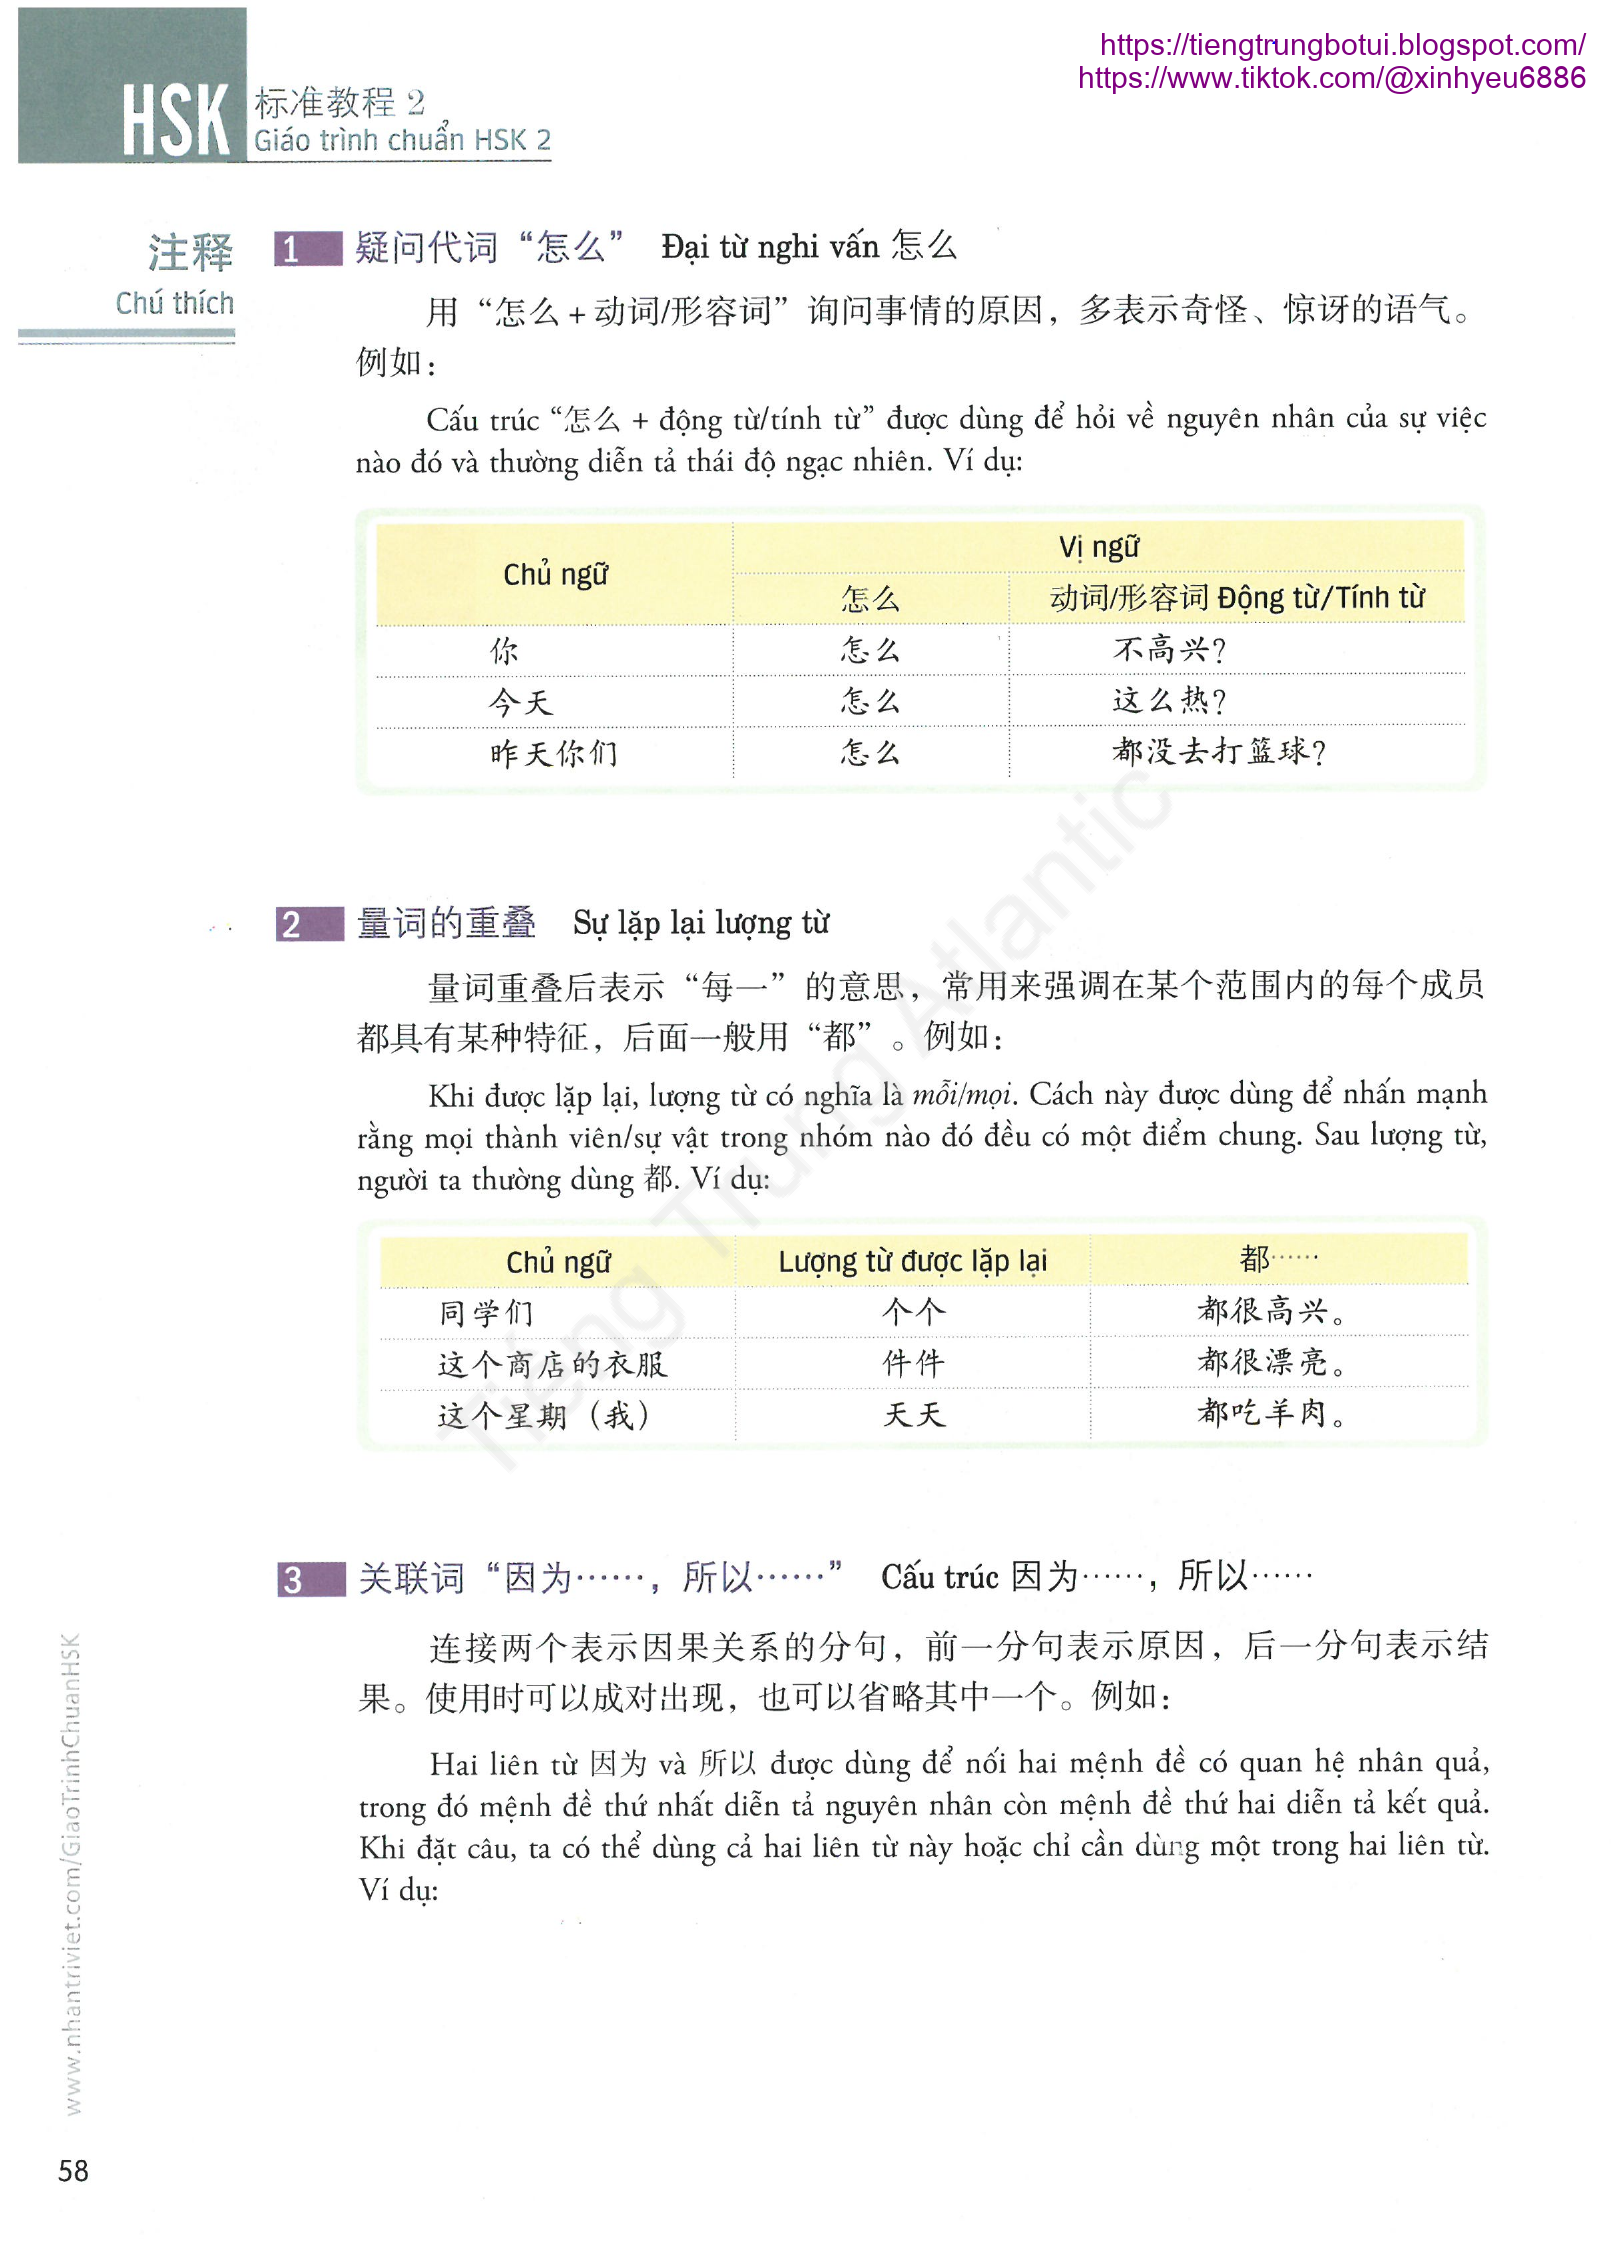 https://tiengtrungbotui.blogspot.com/
https://www.tiktok.com/@xinhyeu6886
HSK 标准教程 2
Giáo trình chuẩn HSK 2
注释
Chú thích
1 疑问代词“怎么” Đại từ nghi vấn 怎么
用“怎么 + 动词/形容词”询问事情的原因，多表示奇怪、惊讶的语气。
例如：
Cấu trúc “怎么 + động từ/tính từ” được dùng để hỏi về nguyên nhân của sự việc
nào đó và thường diễn tả thái độ ngạc nhiên. Ví dụ:
Chủ ngữ Vị ngữ
怎么 动词/形容词 Động từ/Tính từ
你 怎么 不高兴？
今天 怎么 这么热？
昨天你们 怎么 都没去打篮球？
2 量词的重叠 Sự lặp lại lượng từ
量词重叠后表示“每一”的意思，常用来强调在某个范围内的每个成员
都具有某种特征，后面一般用“都”。例如：
Khi được lặp lại, lượng từ có nghĩa là mỗi/mọi. Cách này được dùng để nhấn mạnh
rằng mọi thành viên/sự vật trong nhóm nào đó đều có một điểm chung. Sau lượng từ,
người ta thường dùng 都. Ví dụ:
Chủ ngữ Lượng từ được lặp lại 都……
同学们 个个 都很高兴。
这个商店的衣服 件件 都很漂亮。
这个星期（我） 天天 都吃羊肉。
3 关联词“因为……，所以……” Cấu trúc 因为……，所以……
连接两个表示因果关系的分句，前一分句表示原因，后一分句表示结
果。使用时可以成对出现，也可以省略其中一个。例如：
Hai liên từ 因为 và 所以 được dùng để nối hai mệnh đề có quan hệ nhân quả,
trong đó mệnh đề thứ nhất diễn tả nguyên nhân còn mệnh đề thứ hai diễn tả kết quả.
Khi đặt câu, ta có thể dùng cả hai liên từ này hoặc chỉ cần dùng một trong hai liên từ.
Ví dụ:
Tiếng Trung Atlantic
www.nhantriviet.com/GiaoTrinhChuanHSK
58